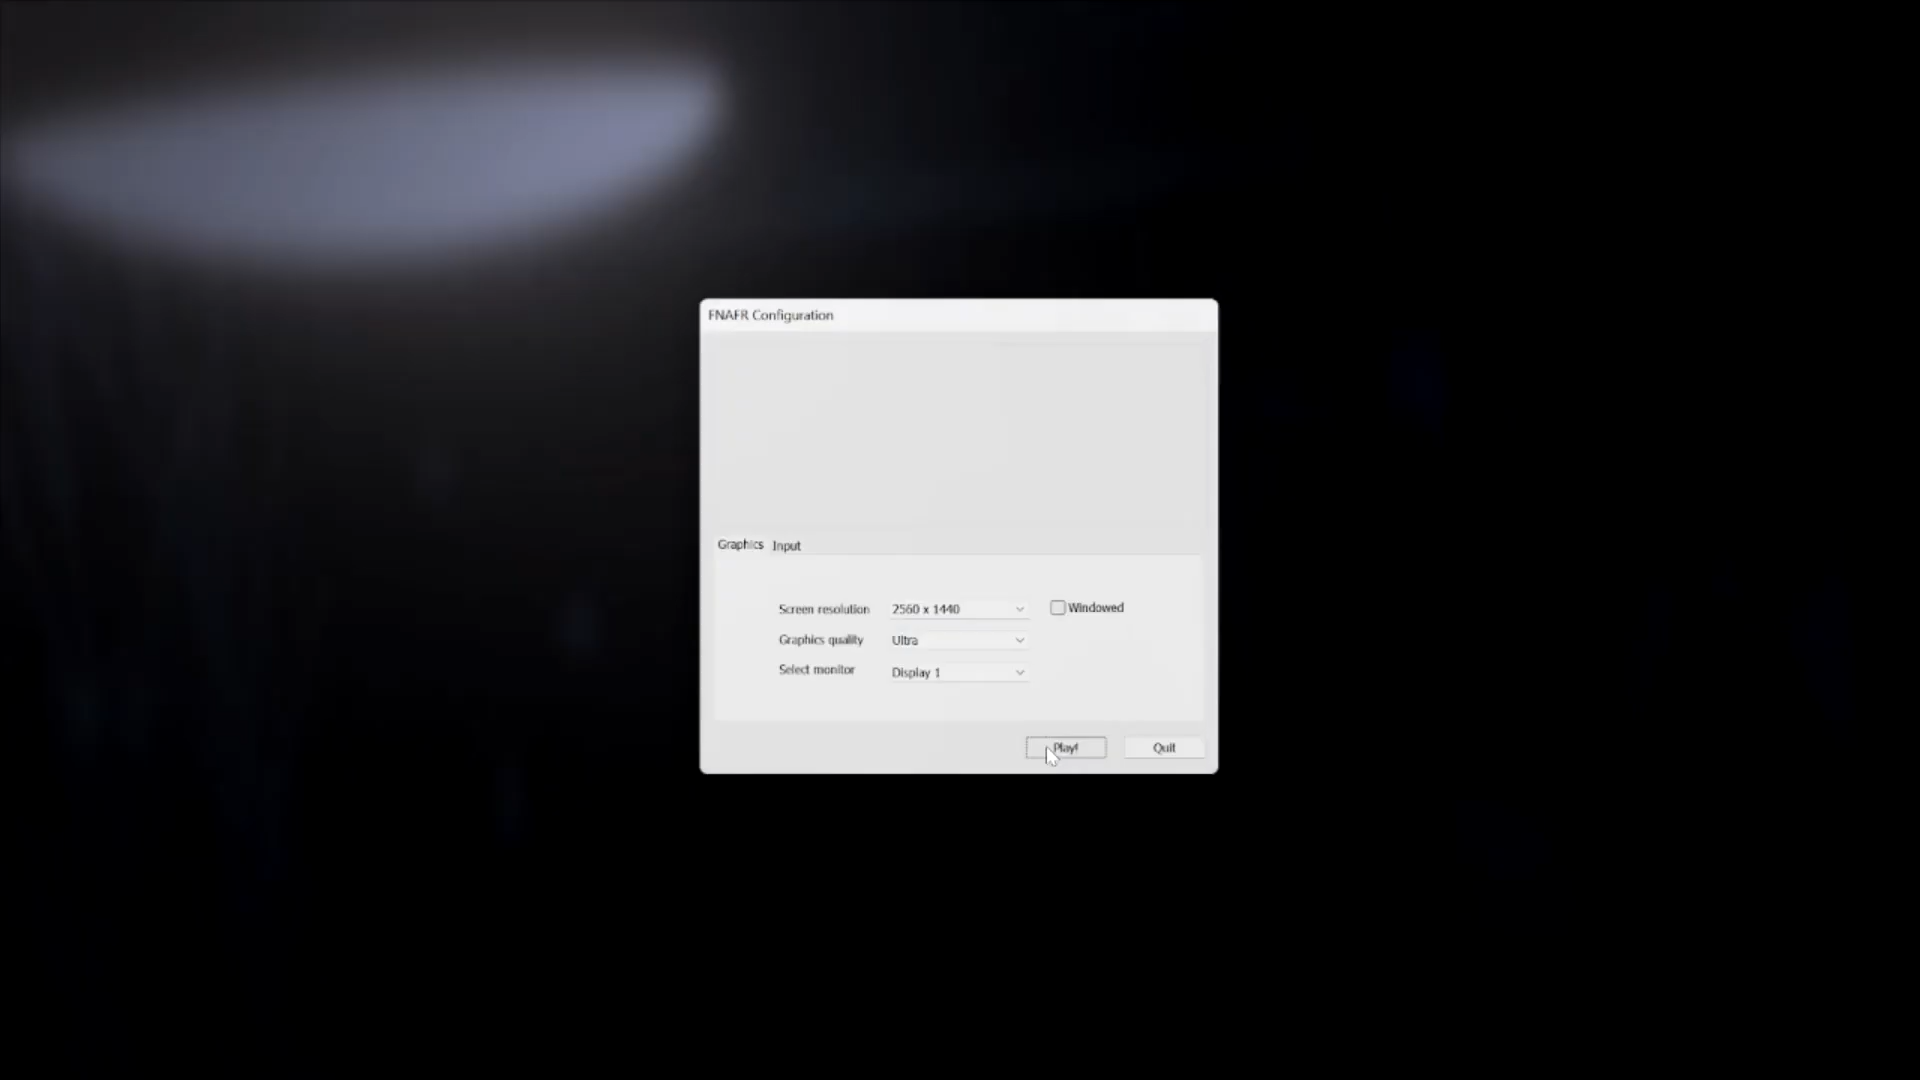 FNAFR Configuration
Graphics Input
Screen resolution 2560 x 1440 Windowed
Graphics quality Ultra
Select monitor Display 1
Play! Quit